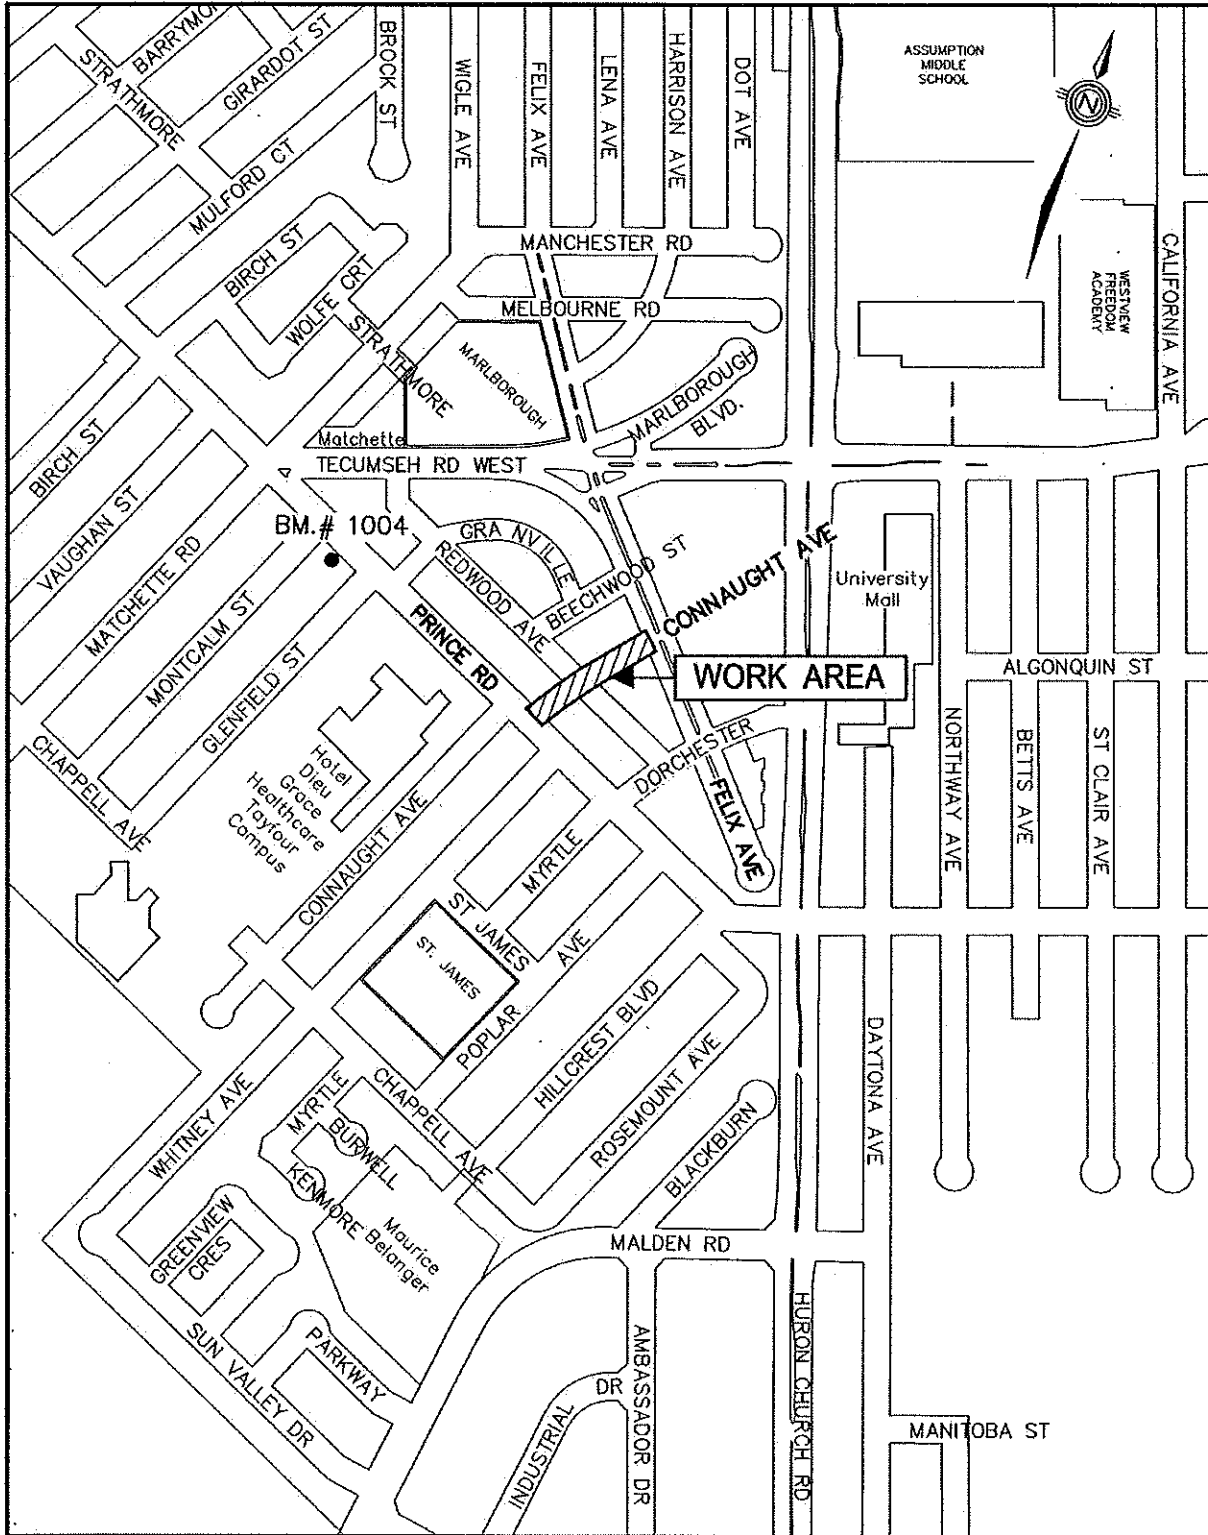 BARRYMO
STRATHMORE
GIRARDOT ST
BROCK ST
WIGLE AVE
FELIX AVE
LENA AVE
HARRISON AVE
DOT AVE
ASSUMPTION
MIDDLE
SCHOOL
N
MULFORD CT
BIRCH ST
WOLFE CRT
STRATHMORE
MANCHESTER RD
MELBOURNE RD
MARLBOROUGH
MARLBOROUGH
BLVD.
WESTVIEW
FREEDOM
ACADEMY
CALIFORNIA AVE
Matchette
TECUMSEH RD WEST
BIRCH ST
VAUGHAN ST
MATCHETTE RD
BM.# 1004
MONTCALM ST
GLENFIELD ST
CHAPPELL AVE
GRANVILLE
REDWOOD AVE
BEECHWOOD ST
CONNAUGHT AVE
PRINCE RD
WORK AREA
University
Mall
ALGONQUIN ST
NORTHWAY AVE
BETTS AVE
ST CLAIR AVE
DORCHESTER
FELIX AVE
Hotel
Dieu
Grace
Healthcare
Tayfour
Campus
CONNAUGHT AVE
MYRTLE
ST JAMES
ST. JAMES
POPLAR AVE
HILLCREST BLVD
ROSEMOUNT AVE
BLACKBURN
DAYTONA AVE
WHITNEY AVE
MYRTLE
BURWELL
KENMORE
CHAPPELL AVE
Maurice
Belanger
GREENVIEW
CRES
SUN VALLEY DR
PARKWAY
MALDEN RD
INDUSTRIAL DR
AMBASSADOR DR
HURON CHURCH RD
MANITOBA ST